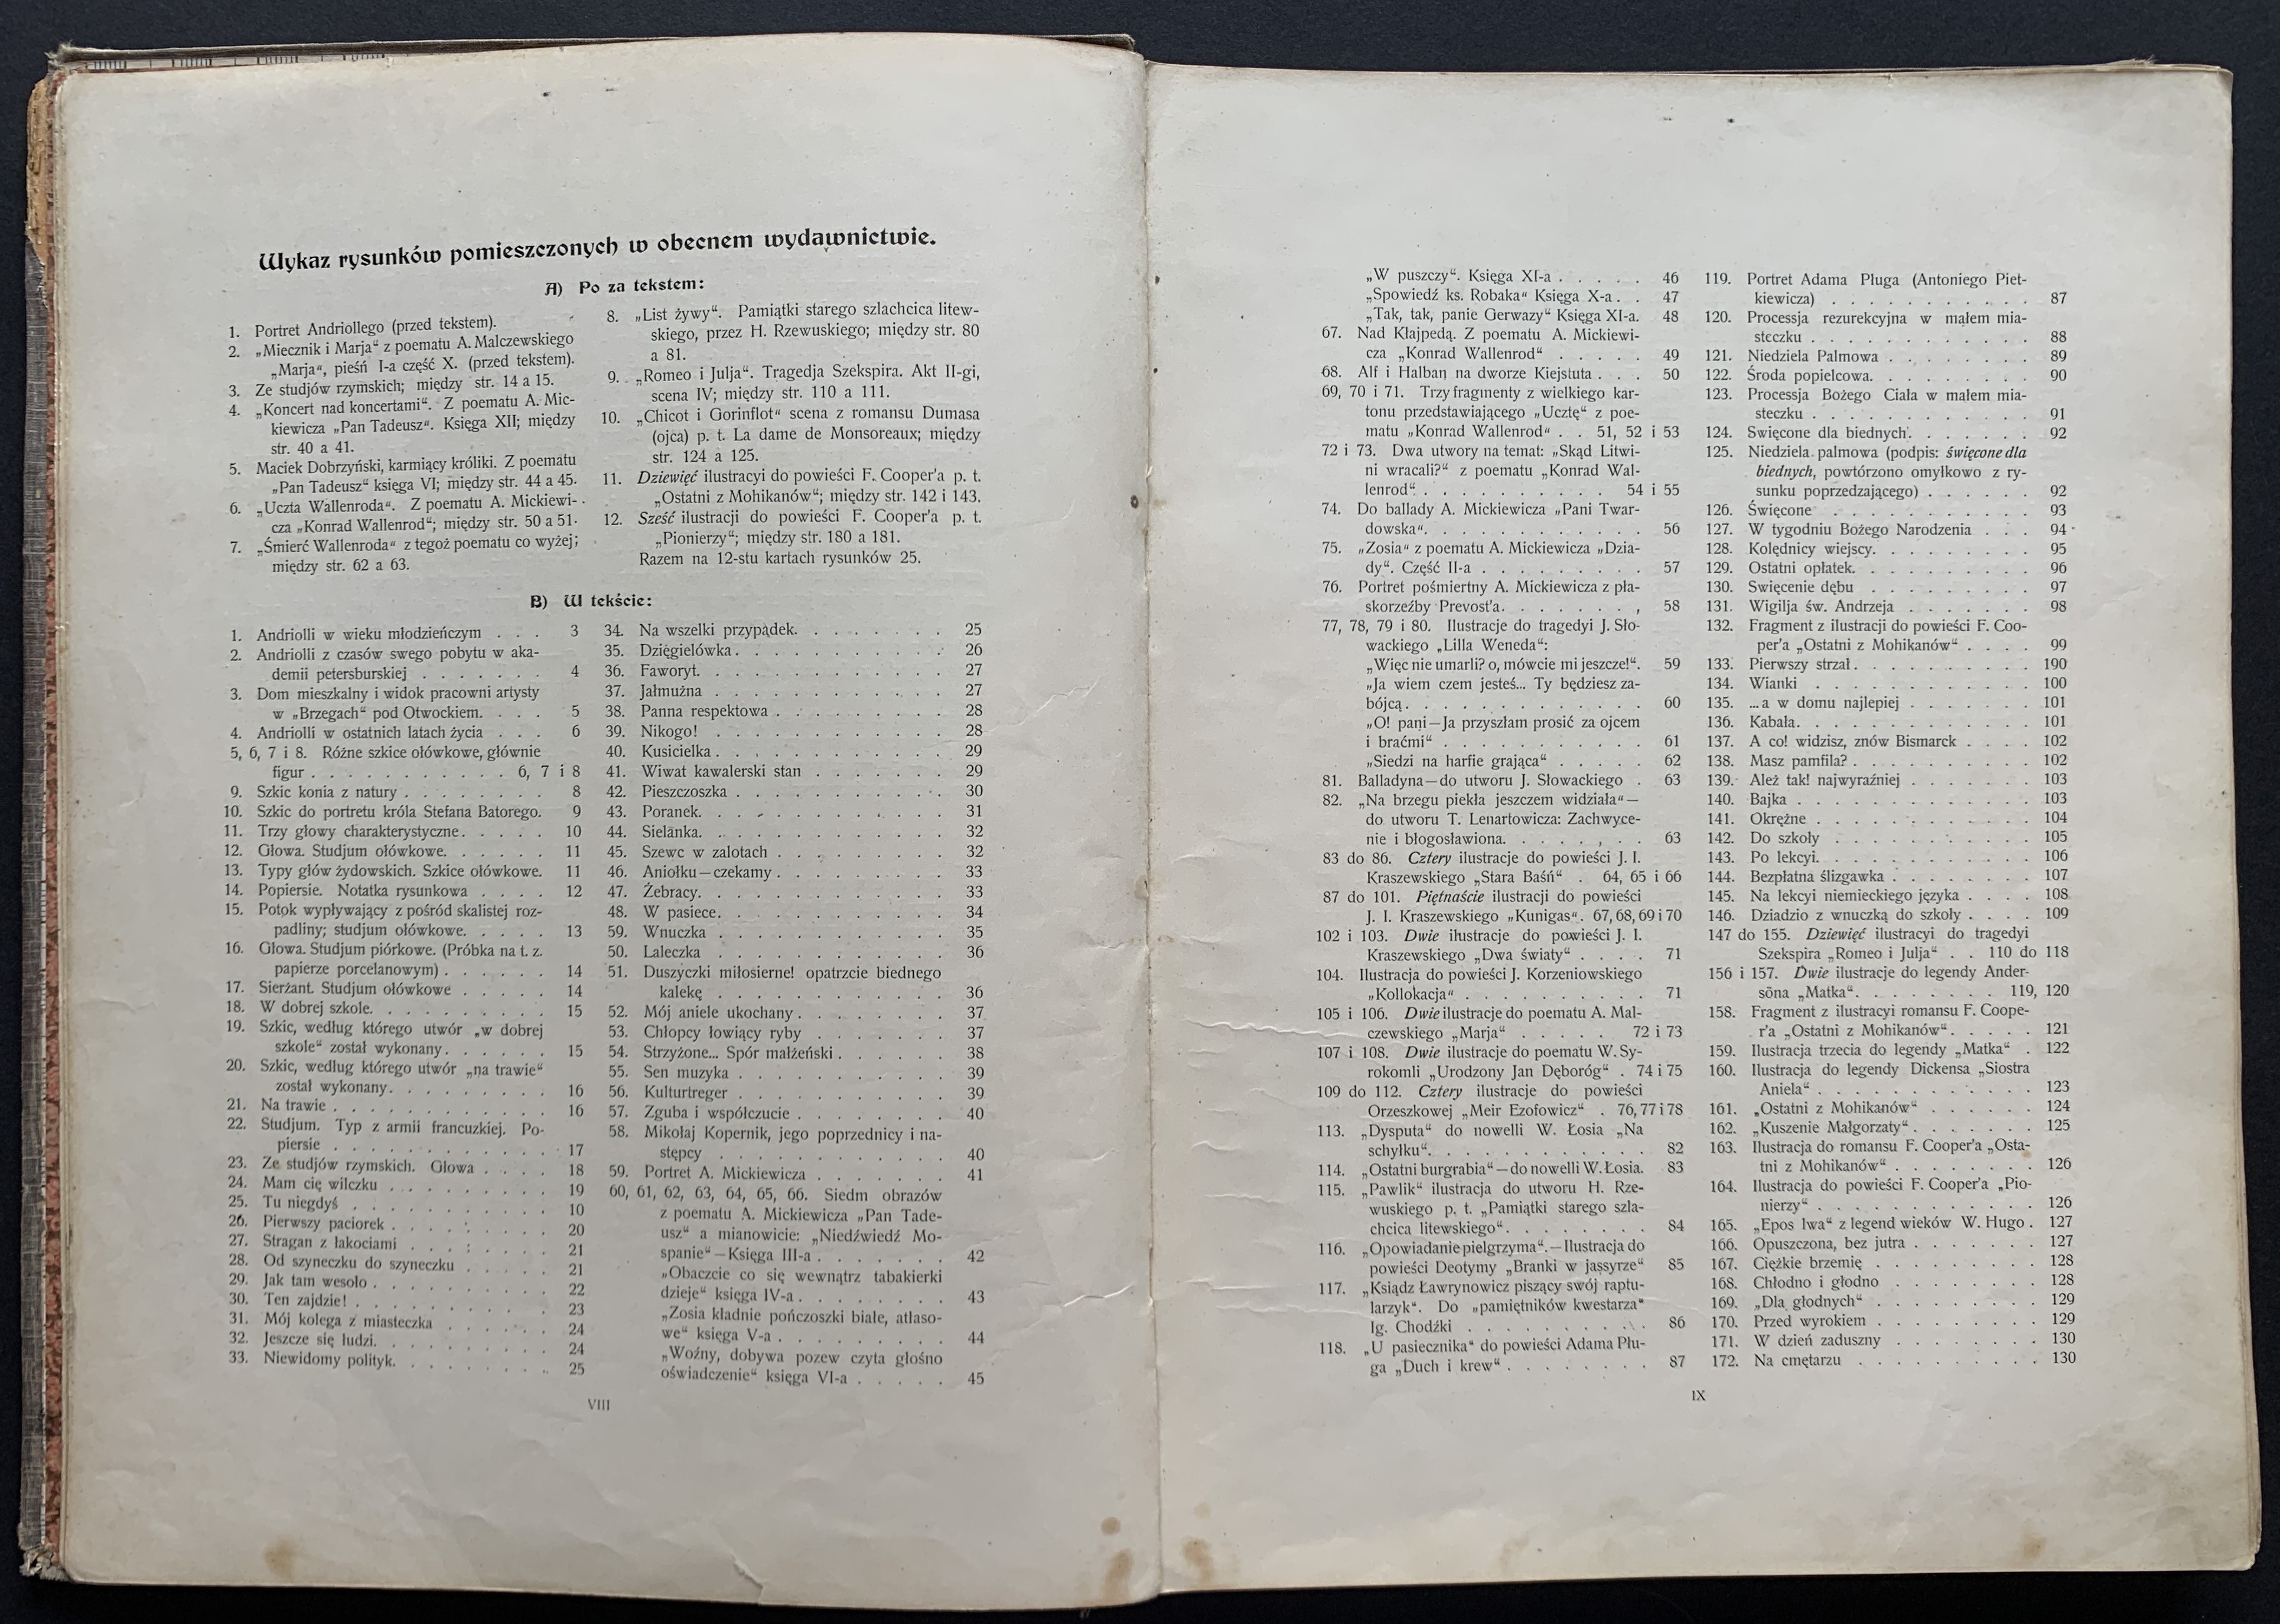 Wykaz rysunków pomieszczonych w obecnem wydawnictwie.
A) Po za tekstem:
1. Portret Andriollego (przed tekstem).
2. „Miecznik i Marja“ z poematu A. Malczewskiego
„Marja“, pieśń I-a część X. (przed tekstem).
3. Ze studjów rzymskich; między str. 14 a 15.
4. „Koncert nad koncertami“. Z poematu A. Mic-
kiewicza „Pan Tadeusz“. Księga XII; między
str. 40 a 41.
5. Maciek Dobrzyński, karmiący króliki. Z poematu
„Pan Tadeusz“ księga VI; między str. 44 a 45.
6. „Uczta Wallenroda“. Z poematu A. Mickiewi-
cza „Konrad Wallenrod“; między str. 50 a 51.
7. „Śmierć Wallenroda“ z tegoż poematu co wyżej;
między str. 62 a 63.
8. „List żywy“. Pamiątki starego szlachcica litew-
skiego, przez H. Rzewuskiego; między str. 80
a 81.
9. „Romeo i Julja“. Tragedja Szekspira. Akt II-gi,
scena IV; między str. 110 a 111.
10. „Chicot i Gorinflot“ scena z romansu Dumasa
(ojca) p. t. La dame de Monsoreaux; między
str. 124 a 125.
11. Dziewięć ilustracyi do powieści F. Cooper'a p. t.
„Ostatni z Mohikanów“; między str. 142 i 143.
12. Sześć ilustracji do powieści F. Cooper'a p. t.
„Pionierzy“; między str. 180 a 181.
Razem na 12-stu kartach rysunków 25.
B) W tekście:
1. Andriolli w wieku młodzieńczym . . . 3
2. Andriolli z czasów swego pobytu w aka-
demii petersburskiej . . . . . . . 4
3. Dom mieszkalny i widok pracowni artysty
w „Brzegach“ pod Otwockiem. . . . 5
4. Andriolli w ostatnich latach życia . . . 6
5, 6, 7 i 8. Różne szkice ołówkowe, głównie
figur . . . . . . . . . . . 6, 7 i 8
9. Szkic konia z natury . . . . . . . . 8
10. Szkic do portretu króla Stefana Batorego. 9
11. Trzy głowy charakterystyczne. . . . . 10
12. Głowa. Studjum ołówkowe. . . . . . 11
13. Typy głów żydowskich. Szkice ołówkowe. 11
14. Popiersie. Notatka rysunkowa . . . . 12
15. Potok wypływający z pośród skalistej roz-
padliny; studjum ołówkowe. . . . . 13
16. Głowa. Studjum piórkowe. (Próbka na t. z.
papierze porcelanowym) . . . . . . 14
17. Sierżant. Studjum ołówkowe . . . . . 14
18. W dobrej szkole. . . . . . . . . . 15
19. Szkic, według którego utwór „w dobrej
szkole“ został wykonany. . . . . . 15
20. Szkic, według którego utwór „na trawie“
został wykonany. . . . . . . . . 16
21. Na trawie . . . . . . . . . . . 16
22. Studjum. Typ z armii francuzkiej. Po-
piersie . . . . . . . . . . . . 17
23. Ze studjów rzymskich. Głowa . . . . 18
24. Mam cię wilczku . . . . . . . . . 19
25. Tu niegdyś . . . . . . . . . . . 10
26. Pierwszy paciorek . . . . . . . . . 20
27. Stragan z łakociami . . . . . . . . 21
28. Od szyneczku do szyneczku . . . . . 21
29. Jak tam wesoło . . . . . . . . . . 22
30. Ten zajdzie! . . . . . . . . . . . 23
31. Mój kolega z miasteczka . . . . . . 24
32. Jeszcze się łudzi. . . . . . . . . . 24
33. Niewidomy polityk. . . . . . . . . 25
34. Na wszelki przypadek. . . . . . . . 25
35. Dzięgielówka . . . . . . . . . . . 26
36. Faworyt. . . . . . . . . . . . . 27
37. Jałmużna . . . . . . . . . . . . 27
38. Panna respektowa . . . . . . . . . 28
39. Nikogo! . . . . . . . . . . . . 28
40. Kusicielka . . . . . . . . . . . . 29
41. Wiwat kawalerski stan . . . . . . . 29
42. Pieszczoszka . . . . . . . . . . . 30
43. Poranek. . . . . . . . . . . . . 31
44. Sielanka. . . . . . . . . . . . . 32
45. Szewc w zalotach . . . . . . . . . 32
46. Aniołku—czekamy . . . . . . . . . 33
47. Żebracy. . . . . . . . . . . . . 33
48. W pasiece. . . . . . . . . . . . 34
59. Wnuczka . . . . . . . . . . . . 35
50. Laleczka . . . . . . . . . . . . 36
51. Duszyczki miłosierne! opatrzcie biednego
kalekę . . . . . . . . . . . . 36
52. Mój aniele ukochany . . . . . . . . 37
53. Chłopcy łowiący ryby . . . . . . . 37
54. Strzyżone... Spór małżeński . . . . . . 38
55. Sen muzyka . . . . . . . . . . . 39
56. Kulturtreger . . . . . . . . . . . 39
57. Zguba i współczucie . . . . . . . . 40
58. Mikołaj Kopernik, jego poprzednicy i na-
stępcy . . . . . . . . . . . . 40
59. Portret A. Mickiewicza . . . . . . . 41
60, 61, 62, 63, 64, 65, 66. Siedm obrazów
z poematu A. Mickiewicza „Pan Tade-
usz“ a mianowicie: „Niedźwiedź Mo-
spanie“—Księga III-a . . . . . . . 42
„Obaczcie co się wewnątrz tabakierki
dzieje“ księga IV-a . . . . . . . . 43
„Zosia kładnie pończoszki białe, atłaso-
we“ księga V-a . . . . . . . . . 44
„Woźny, dobywa pozew czyta głośno
oświadczenie“ księga VI-a . . . . . 45
VIII
„W puszczy“. Księga XI-a . . . . . 46
„Spowiedź ks. Robaka“ Księga X-a . . 47
„Tak, tak, panie Gerwazy“ Księga XI-a. 48
67. Nad Kłajpedą. Z poematu A. Mickiewi-
cza „Konrad Wallenrod“ . . . . . 49
68. Alf i Halban na dworze Kiejstuta . . . 50
69, 70 i 71. Trzy fragmenty z wielkiego kar-
tonu przedstawiającego „Ucztę“ z poe-
matu „Konrad Wallenrod“ . . 51, 52 i 53
72 i 73. Dwa utwory na temat: „Skąd Litwi-
ni wracali?“ z poematu „Konrad Wal-
lenrod“. . . . . . . . . . . 54 i 55
74. Do ballady A. Mickiewicza „Pani Twar-
dowska“. . . . . . . . . . . . 56
75. „Zosia“ z poematu A. Mickiewicza „Dzia-
dy“. Część II-a . . . . . . . . . 57
76. Portret pośmiertny A. Mickiewicza z pła-
skorzeźby Prevost'a. . . . . . . , 58
77, 78, 79 i 80. Ilustracje do tragedyi J. Sło-
wackiego „Lilla Weneda“:
„Więc nie umarli? o, mówcie mi jeszcze!“. 59
„Ja wiem czem jesteś... Ty będziesz za-
bójcą. . . . . . . . . . . . . 60
„O! pani—Ja przyszłam prosić za ojcem
i braćmi“ . . . . . . . . . . . 61
„Siedzi na harfie grająca“ . . . . . 62
81. Balladyna—do utworu J. Słowackiego . 63
82. „Na brzegu piekła jeszczem widziała“—
do utworu T. Lenartowicza: Zachwyce-
nie i błogosławiona. . . . . , . . 63
83 do 86. Cztery ilustracje do powieści J. I.
Kraszewskiego „Stara Baśń“ . 64, 65 i 66
87 do 101. Piętnaście ilustracji do powieści
J. I. Kraszewskiego „Kunigas“. 67, 68, 69 i 70
102 i 103. Dwie ilustracje do powieści J. I.
Kraszewskiego „Dwa światy“ . . . . 71
104. Ilustracja do powieści J. Korzeniowskiego
„Kollokacja“ . . . . . . . . . . 71
105 i 106. Dwie ilustracje do poematu A. Mal-
czewskiego „Marja“ . . . . . 72 i 73
107 i 108. Dwie ilustracje do poematu W. Sy-
rokomli „Urodzony Jan Dęboróg“ . 74 i 75
109 do 112. Cztery ilustracje do powieści
Orzeszkowej „Meir Ezofowicz“ . 76, 77 i 78
113. „Dysputa“ do nowelli W. Łosia „Na
schyłku“. . . . . . . . . . . . 82
114. „Ostatni burgrabia“—do nowelli W. Łosia. 83
115. „Pawlik“ ilustracja do utworu H. Rze-
wuskiego p. t. „Pamiątki starego szla-
chcica litewskiego“. . . . . . . . 84
116. „Opowiadanie pielgrzyma“.—Ilustracja do
powieści Deotymy „Branki w jassyrze“ 85
117. „Ksiądz Ławrynowicz piszący swój raptu-
larzyk“. Do „pamiętników kwestarza“
Ig. Chodźki . . . . . . . . . . 86
118. „U pasiecznika“ do powieści Adama Płu-
ga „Duch i krew“ . . . . . . . . 87
119. Portret Adama Pługa (Antoniego Piet-
kiewicza) . . . . . . . . . . . 87
120. Processja rezurekcyjna w małem mia-
steczku . . . . . . . . . . . . 88
121. Niedziela Palmowa . . . . . . . . 89
122. Środa popielcowa. . . . . . . . . 90
123. Processja Bożego Ciała w małem mia-
steczku . . . . . . . . . . . . 91
124. Swięcone dla biednych. . . . . . . 92
125. Niedziela palmowa (podpis: święcone dla
biednych, powtórzono omyłkowo z ry-
sunku poprzedzającego) . . . . . . 92
126. Święcone . . . . . . . . . . . 93
127. W tygodniu Bożego Narodzenia . . . 94
128. Kolędnicy wiejscy. . . . . . . . . 95
129. Ostatni opłatek. . . . . . . . . . 96
130. Swięcenie dębu . . . . . . . . . 97
131. Wigilja św. Andrzeja . . . . . . . 98
132. Fragment z ilustracji do powieści F. Coo-
per'a „Ostatni z Mohikanów“ . . . . 99
133. Pierwszy strzał . . . . . . . . . . 190
134. Wianki . . . . . . . . . . . . 100
135. ...a w domu najlepiej . . . . . . . 101
136. Kabała. . . . . . . . . . . . . 101
137. A co! widzisz, znów Bismarck . . . . 102
138. Masz pamfila? . . . . . . . . . . 102
139. Ależ tak! najwyraźniej . . . . . . . 103
140. Bajka . . . . . . . . . . . . . 103
141. Okrężne . . . . . . . . . . . . 104
142. Do szkoły . . . . . . . . . . . 105
143. Po lekcyi. . . . . . . . . . . . 106
144. Bezpłatna ślizgawka . . . . . . . . 107
145. Na lekcyi niemieckiego języka . . . . 108
146. Dziadzio z wnuczką do szkoły . . . . 109
147 do 155. Dziewięć ilustracyi do tragedyi
Szekspira „Romeo i Julja“ . . 110 do 118
156 i 157. Dwie ilustracje do legendy Ander-
sõna „Matka“. . . . . . . . 119, 120
158. Fragment z ilustracyi romansu F. Coope-
r'a „Ostatni z Mohikanów“. . . . . 121
159. Ilustracja trzecia do legendy „Matka“ . 122
160. Ilustracja do legendy Dickensa „Siostra
Aniela“ . . . . . . . . . . . . 123
161. „Ostatni z Mohikanów“ . . . . . . 124
162. „Kuszenie Małgorzaty“ . . . . . . . 125
163. Ilustracja do romansu F. Cooper'a „Osta-
tni z Mohikanów“ . . . . . . . . 126
164. Ilustracja do powieści F. Cooper'a „Pio-
nierzy“ . . . . . . . . . . . . 126
165. „Epos lwa“ z legend wieków W. Hugo . 127
166. Opuszczona, bez jutra . . . . . . . 127
167. Ciężkie brzemię . . . . . . . . . 128
168. Chłodno i głodno . . . . . . . . . 128
169. „Dla głodnych“ . . . . . . . . . 129
170. Przed wyrokiem . . . . . . . . . 129
171. W dzień zaduszny . . . . . . . . 130
172. Na cmętarzu . . . . . . . . . . 130
IX